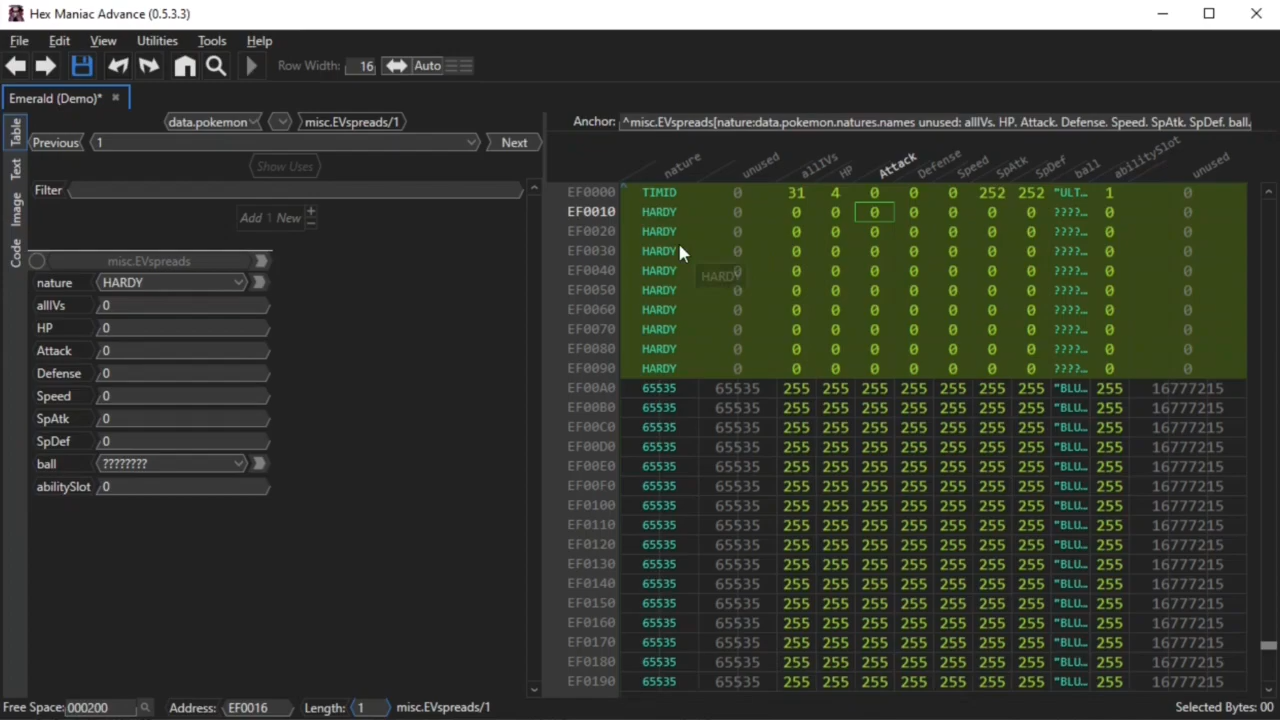 Hex Maniac Advance (0.5.3.3)
File Edit View Utilities Tools Help
Row Width: 16 Auto
Emerald (Demo)*
data.pokemon misc.EVspreads/1
Previous 1 Next
Show Uses
Filter
Add 1 New
misc.EVspreads
nature HARDY
allIVs 0
HP 0
Attack 0
Defense 0
Speed 0
SpAtk 0
SpDef 0
ball ????????
abilitySlot 0
Table
Text
Image
Code
Anchor: ^misc.EVspreads[nature:data.pokemon.natures.names unused: allIVs. HP. Attack. Defense. Speed. SpAtk. SpDef. ball.
nature unused allIVs HP Attack Defense Speed SpAtk SpDef ball abilitySlot unused
EF0000 TIMID 0 31 4 0 0 0 252 252 "ULT… 1 0
EF0010 HARDY 0 0 0 0 0 0 0 0 ????… 0 0
EF0020 HARDY 0 0 0 0 0 0 0 0 ????… 0 0
EF0030 HARDY 0 0 0 0 0 0 0 0 ????… 0 0
EF0040 HARDY 0 0 0 0 0 0 0 0 ????… 0 0
HARDY
EF0050 HARDY 0 0 0 0 0 0 0 0 ????… 0 0
EF0060 HARDY 0 0 0 0 0 0 0 0 ????… 0 0
EF0070 HARDY 0 0 0 0 0 0 0 0 ????… 0 0
EF0080 HARDY 0 0 0 0 0 0 0 0 ????… 0 0
EF0090 HARDY 0 0 0 0 0 0 0 0 ????… 0 0
EF00A0 65535 65535 255 255 255 255 255 255 255 "BLU… 255 16777215
EF00B0 65535 65535 255 255 255 255 255 255 255 "BLU… 255 16777215
EF00C0 65535 65535 255 255 255 255 255 255 255 "BLU… 255 16777215
EF00D0 65535 65535 255 255 255 255 255 255 255 "BLU… 255 16777215
EF00E0 65535 65535 255 255 255 255 255 255 255 "BLU… 255 16777215
EF00F0 65535 65535 255 255 255 255 255 255 255 "BLU… 255 16777215
EF0100 65535 65535 255 255 255 255 255 255 255 "BLU… 255 16777215
EF0110 65535 65535 255 255 255 255 255 255 255 "BLU… 255 16777215
EF0120 65535 65535 255 255 255 255 255 255 255 "BLU… 255 16777215
EF0130 65535 65535 255 255 255 255 255 255 255 "BLU… 255 16777215
EF0140 65535 65535 255 255 255 255 255 255 255 "BLU… 255 16777215
EF0150 65535 65535 255 255 255 255 255 255 255 "BLU… 255 16777215
EF0160 65535 65535 255 255 255 255 255 255 255 "BLU… 255 16777215
EF0170 65535 65535 255 255 255 255 255 255 255 "BLU… 255 16777215
EF0180 65535 65535 255 255 255 255 255 255 255 "BLU… 255 16777215
EF0190 65535 65535 255 255 255 255 255 255 255 "BLU… 255 16777215
Free Space: 000200 Address: EF0016 Length: 1 misc.EVspreads/1 Selected Bytes: 00